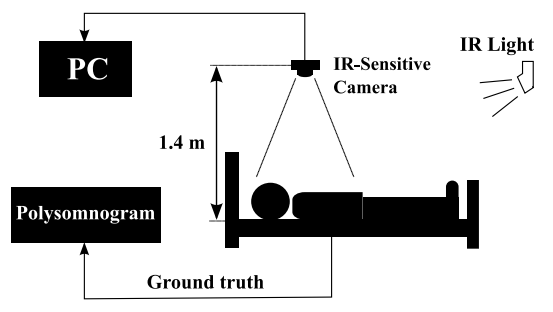 PC
IR-Sensitive
Camera
IR Light
1.4 m
Polysomnogram
Ground truth